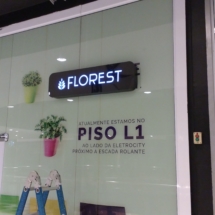 FLOREST
ATUALMENTE ESTAMOS NO
PISO L1
AO LADO DA ELETROCITY
PRÓXIMO A ESCADA ROLANTE